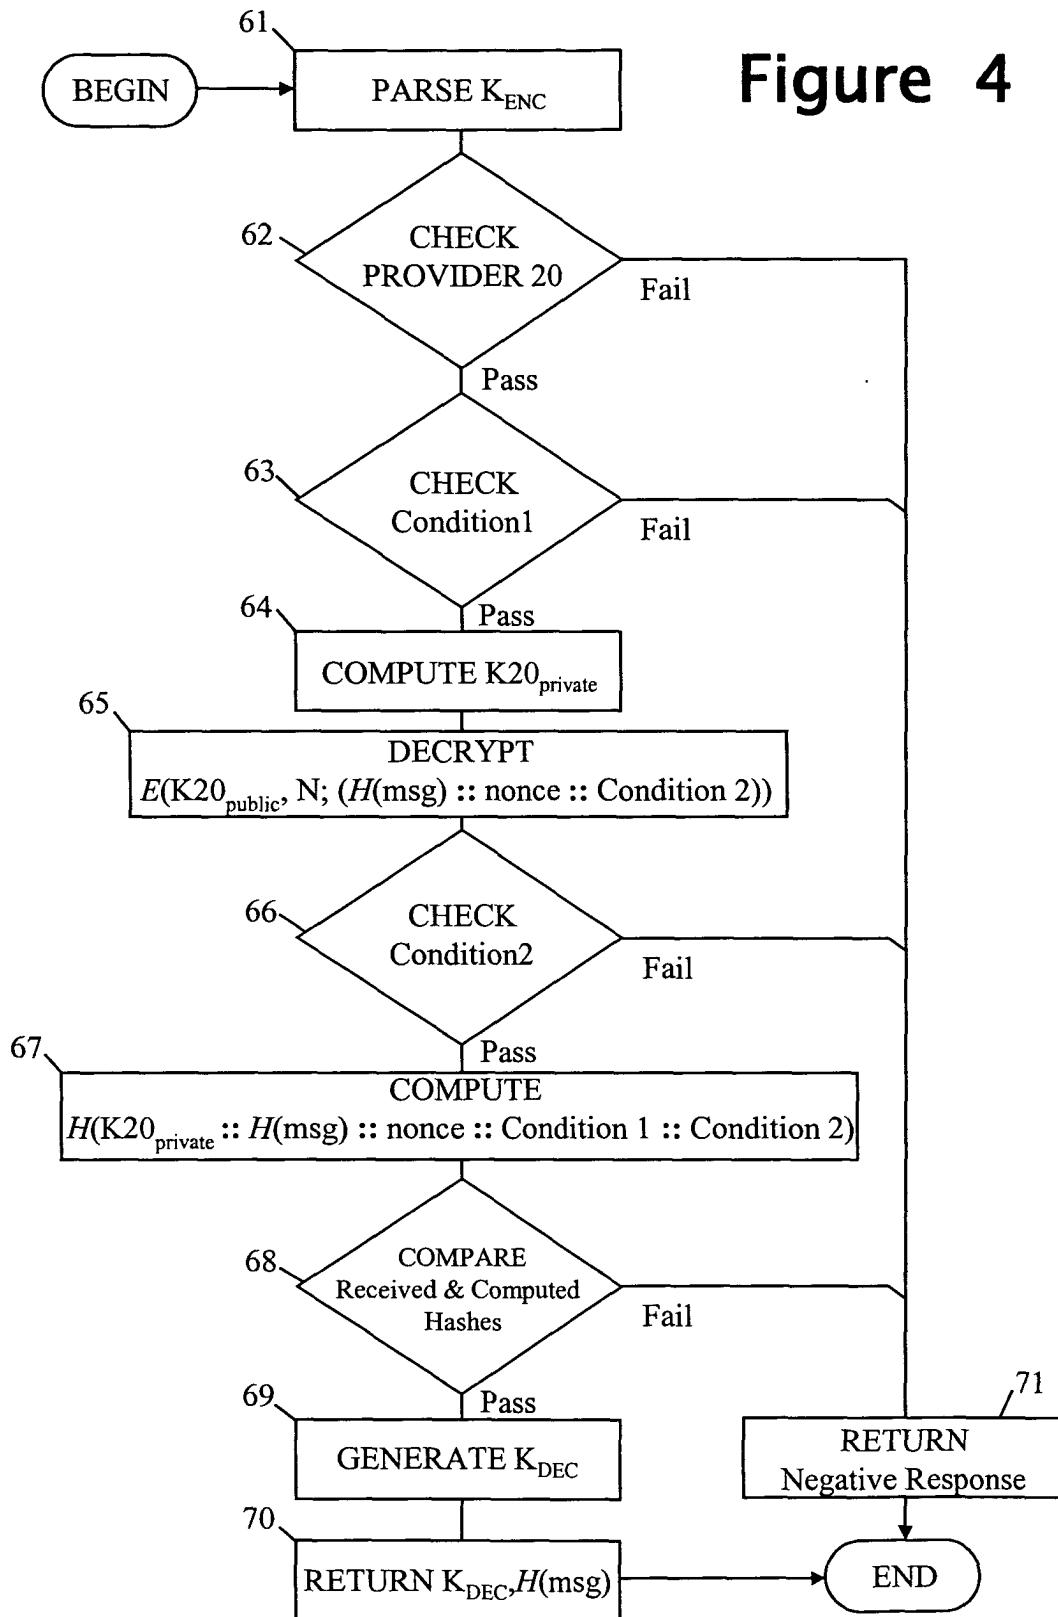 Figure 4
61
BEGIN
PARSE K_ENC
62
CHECK
PROVIDER 20
Fail
Pass
63
CHECK
Condition1
Fail
Pass
64
COMPUTE K20_private
65
DECRYPT
E(K20_public, N; (H(msg) :: nonce :: Condition 2))
66
CHECK
Condition2
Fail
Pass
67
COMPUTE
H(K20_private :: H(msg) :: nonce :: Condition 1 :: Condition 2)
68
COMPARE
Received & Computed
Hashes
Fail
Pass
69
GENERATE K_DEC
71
RETURN
Negative Response
70
RETURN K_DEC,H(msg)
END